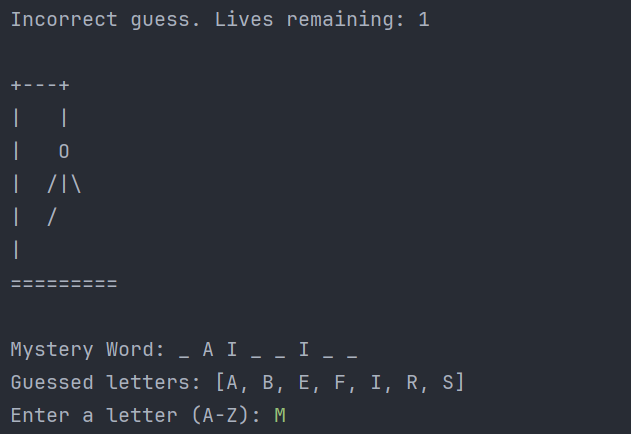 Incorrect guess. Lives remaining: 1
+---+
|   |
|   O
|  /|\
|  /
|
=========
Mystery Word: _ A I _ _ I _ _
Guessed letters: [A, B, E, F, I, R, S]
Enter a letter (A-Z): M